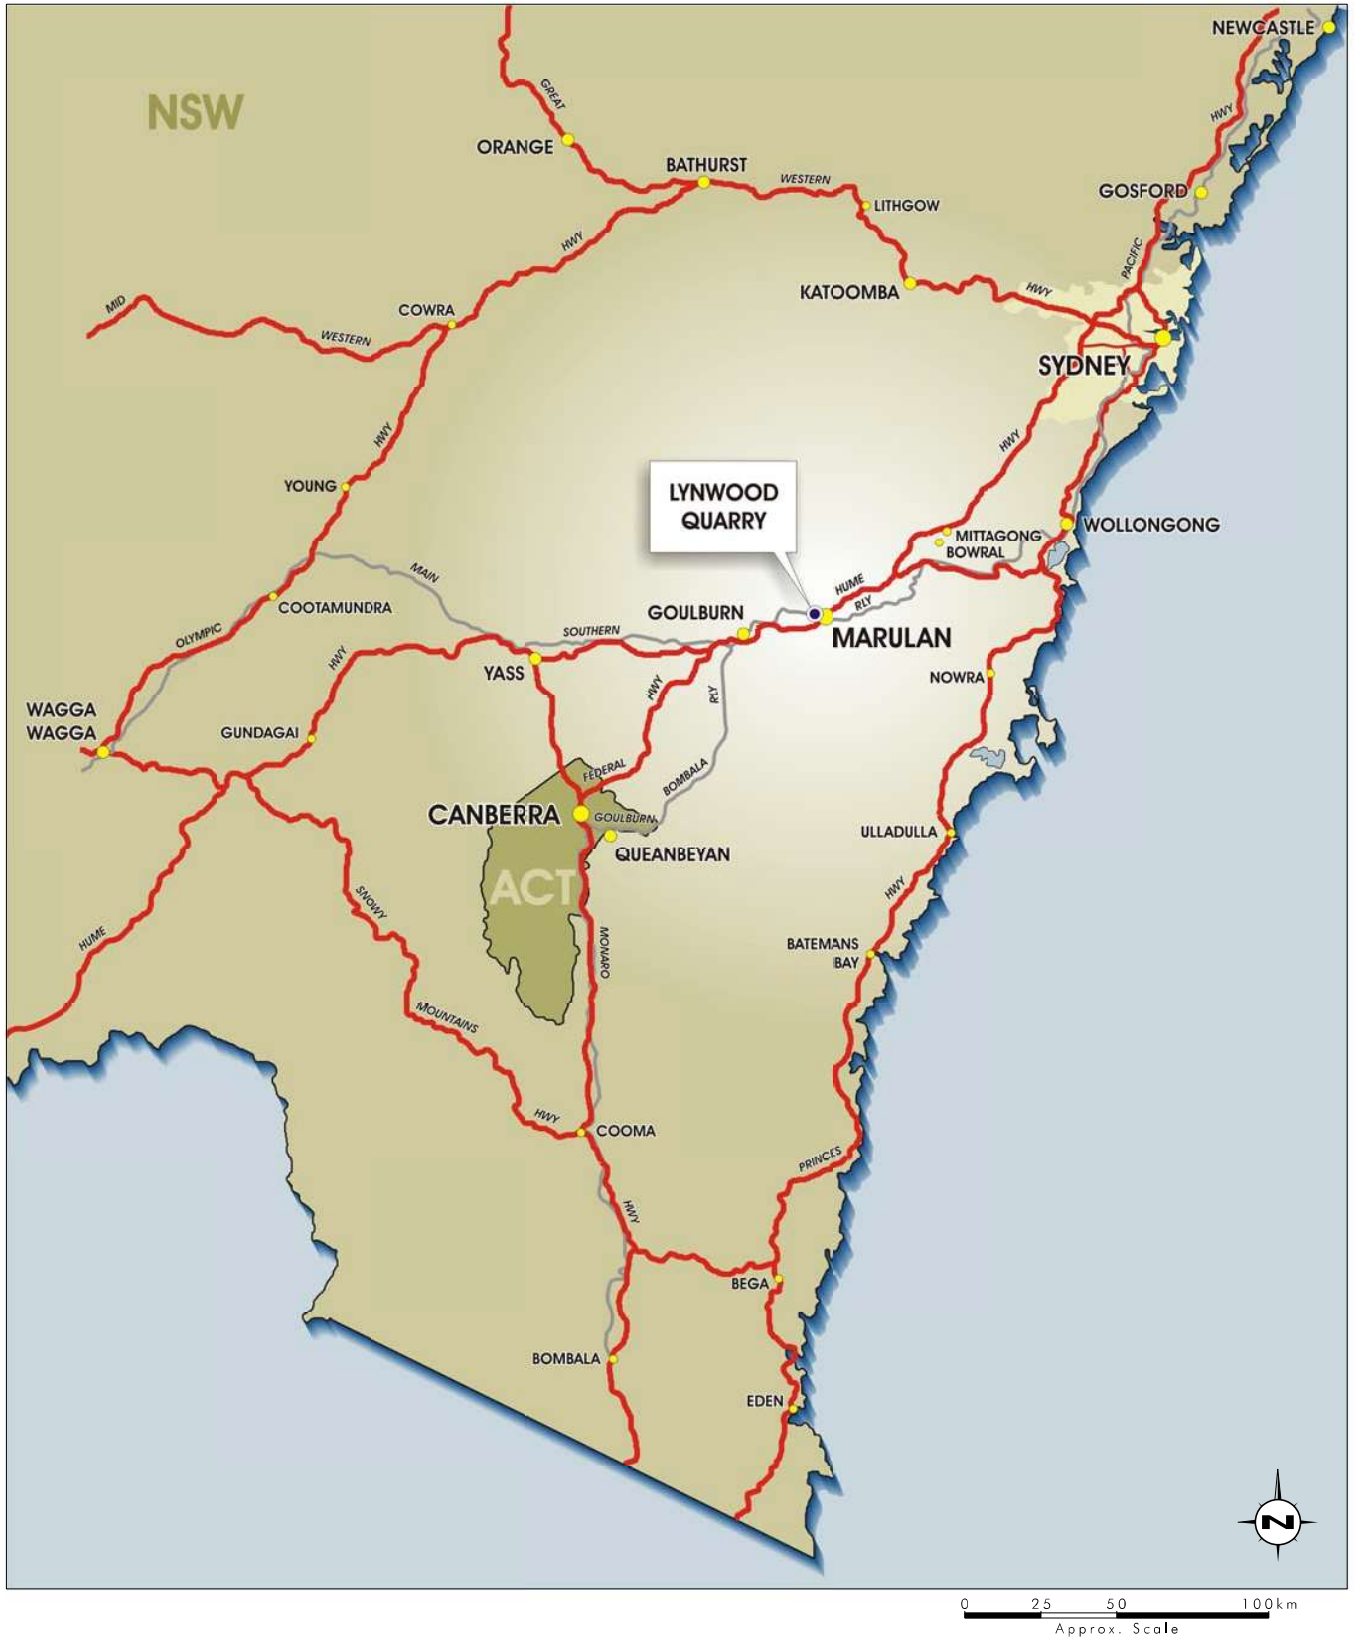 NEWCASTLE
NSW
GREAT
HWY
ORANGE
BATHURST
WESTERN
GOSFORD
LITHGOW
HWY
PACIFIC
KATOOMBA
HWY
MID
COWRA
WESTERN
SYDNEY
HWY
HWY
YOUNG
LYNWOOD
QUARRY
WOLLONGONG
MITTAGONG
BOWRAL
MAIN
HUME
RLY
COOTAMUNDRA
GOULBURN
OLYMPIC
SOUTHERN
MARULAN
HWY
YASS
NOWRA
HWY
RLY
WAGGA
WAGGA
GUNDAGAI
FEDERAL
BOMBALA
CANBERRA
GOULBURN
ULLADULLA
QUEANBEYAN
ACT
HWY
SNOWY
HUME
MONARO
BATEMANS
BAY
MOUNTAINS
HWY
COOMA
PRINCES
HWY
BEGA
BOMBALA
EDEN
N
0 25 50 100km
Approx. Scale